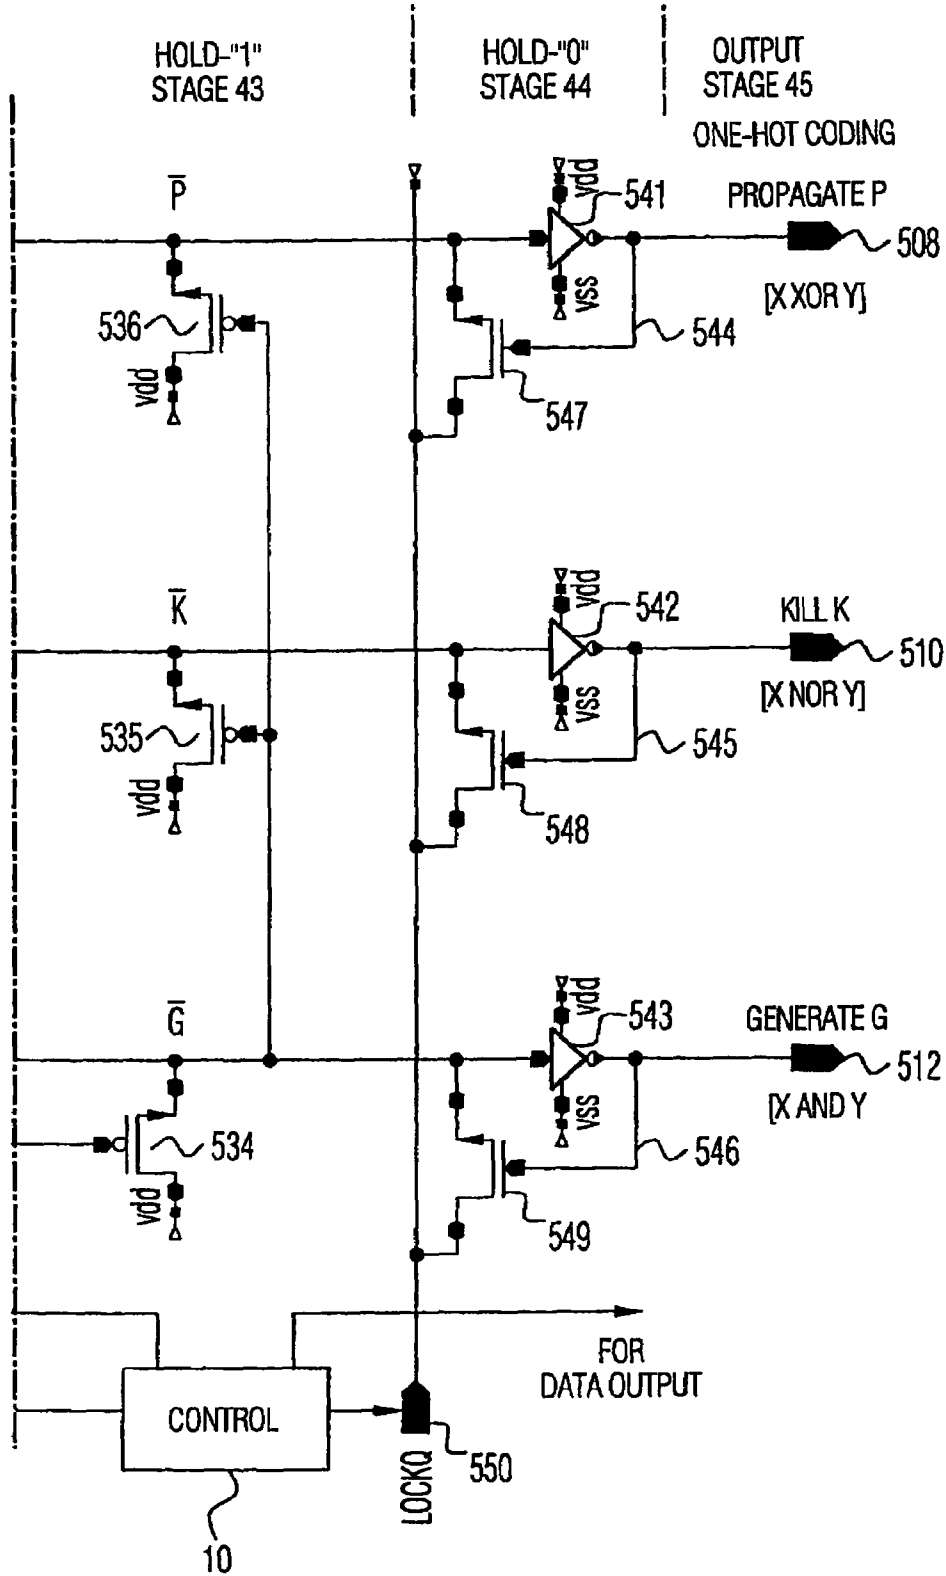 HOLD-"1"
STAGE 43
HOLD-"0"
STAGE 44
OUTPUT
STAGE 45
ONE-HOT CODING
P
vdd
541
PROPAGATE P
508
vss
[X XOR Y]
536
544
vdd
547
K
vdd
542
KILL K
510
vss
[X NOR Y]
535
545
vdd
548
G
vdd
543
GENERATE G
512
vss
[X AND Y
534
546
vdd
549
FOR
DATA OUTPUT
CONTROL
LOCKQ
550
10